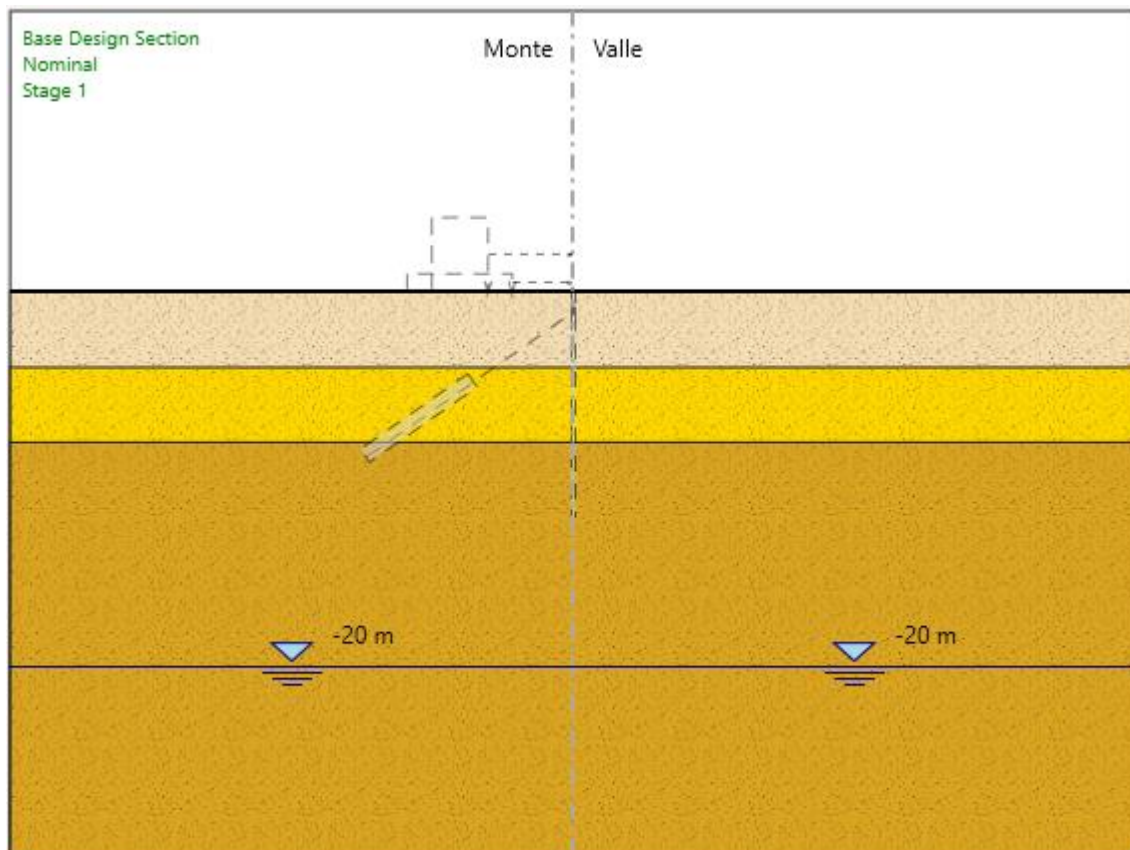 Base Design Section
Nominal
Stage 1
Monte
Valle
-20 m
-20 m